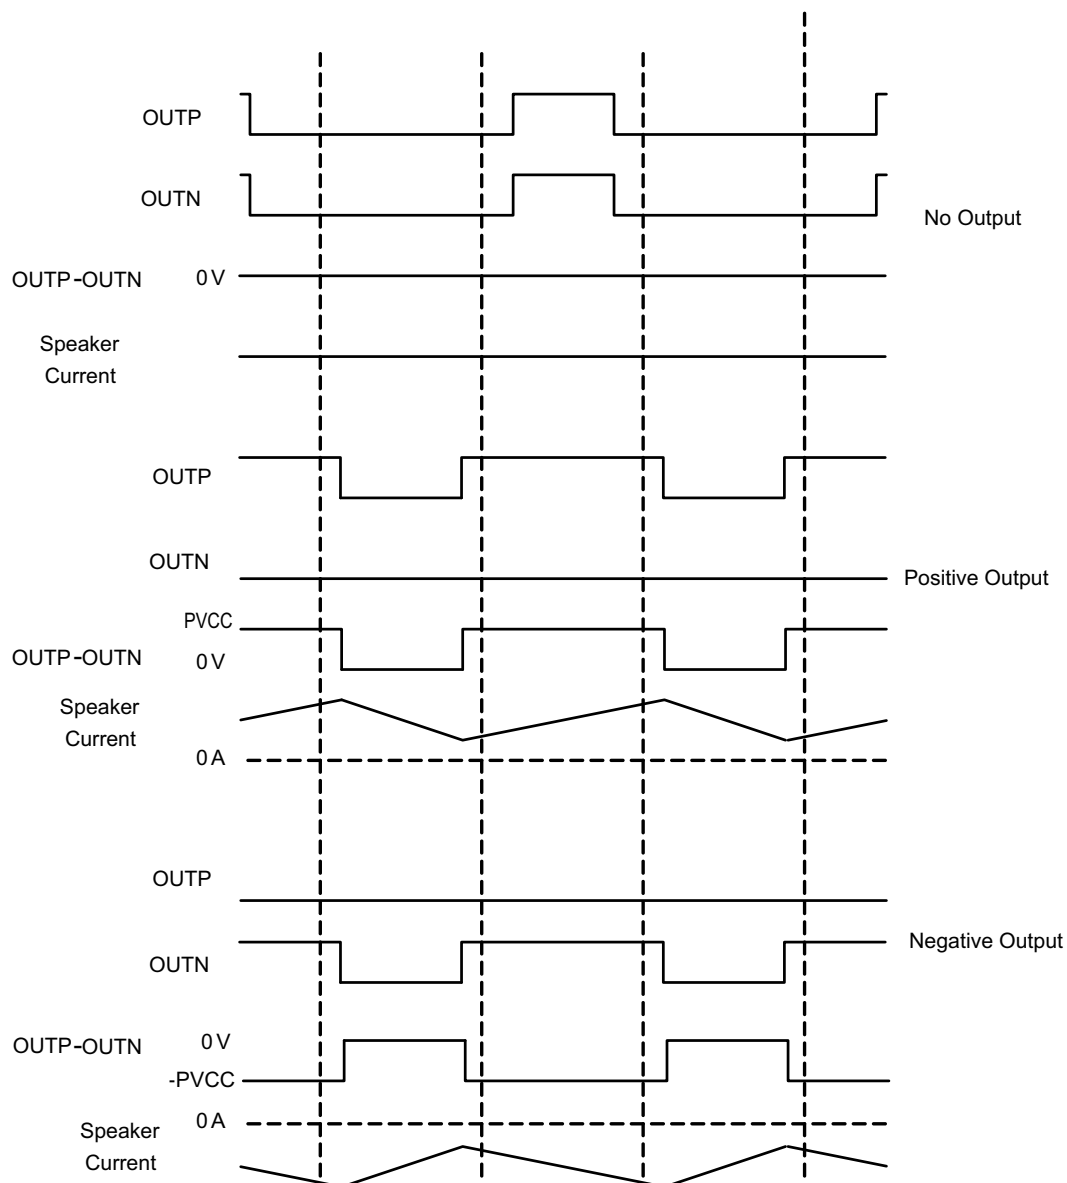 OUTP
OUTN
No Output
OUTP-OUTN 0 V
Speaker
Current
OUTP
OUTN
Positive Output
PVCC
OUTP-OUTN 0 V
Speaker
Current
0 A
OUTP
Negative Output
OUTN
OUTP-OUTN 0 V
-PVCC
0 A
Speaker
Current